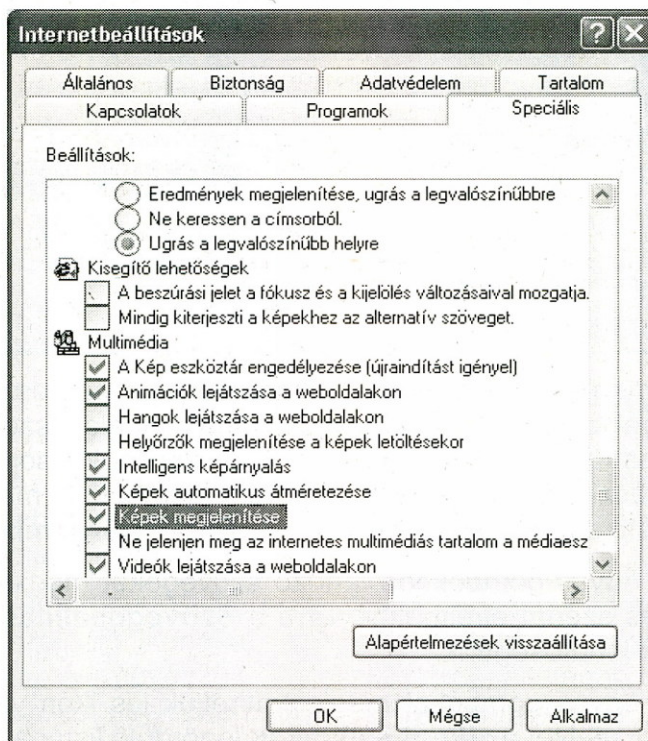 Internetbeállítások
Általános Biztonság Adatvédelem Tartalom
Kapcsolatok Programok Speciális
Beállítások:
Eredmények megjelenítése, ugrás a legvalószínűbbre
Ne keressen a címsorból.
Ugrás a legvalószínűbb helyre
Kisegítő lehetőségek
A beszúrási jelet a fókusz és a kijelölés változásaival mozgatja.
Mindig kiterjeszti a képekhez az alternatív szöveget.
Multimédia
A Kép eszköztár engedélyezése (újraindítást igényel)
Animációk lejátszása a weboldalakon
Hangok lejátszása a weboldalakon
Helyőrzők megjelenítése a képek letöltésekor
Intelligens képárnyalás
Képek automatikus átméretezése
Képek megjelenítése
Ne jelenjen meg az internetes multimédiás tartalom a médiaesz
Videók lejátszása a weboldalakon
Alapértelmezések visszaállítása
OK Mégse Alkalmaz